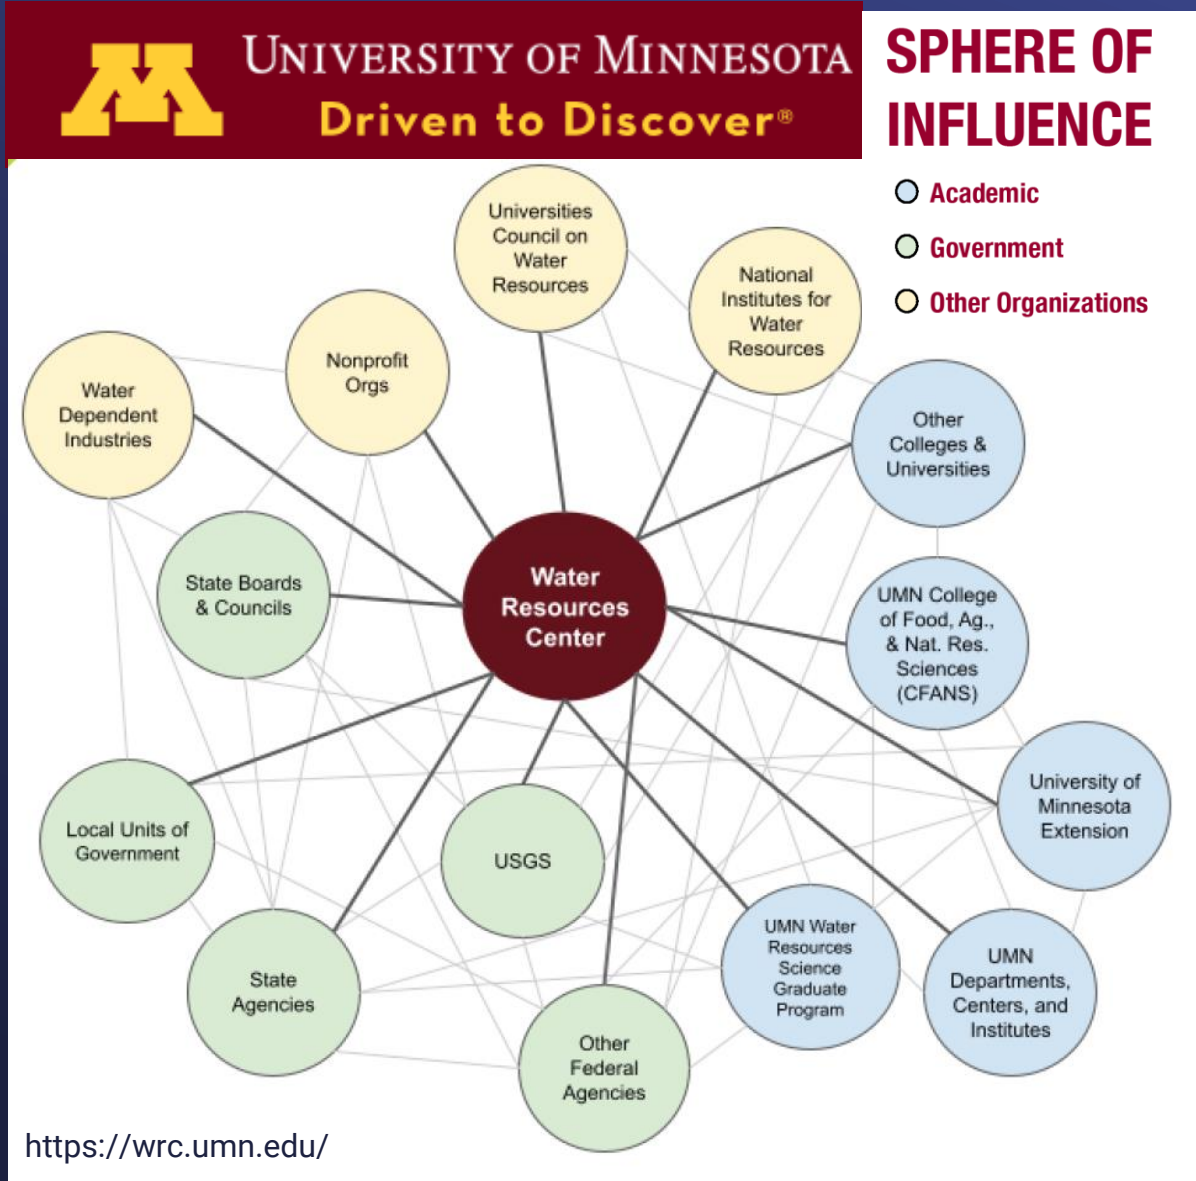 UNIVERSITY OF MINNESOTA
Driven to Discover®
SPHERE OF
INFLUENCE
Academic
Government
Other Organizations
Universities
Council on
Water
Resources
National
Institutes for
Water
Resources
Nonprofit
Orgs
Water
Dependent
Industries
Other
Colleges &
Universities
State Boards
& Councils
Water
Resources
Center
UMN College
of Food, Ag.,
& Nat. Res.
Sciences
(CFANS)
University of
Minnesota
Extension
Local Units of
Government
USGS
State
Agencies
UMN Water
Resources
Science
Graduate
Program
UMN
Departments,
Centers, and
Institutes
Other
Federal
Agencies
https://wrc.umn.edu/